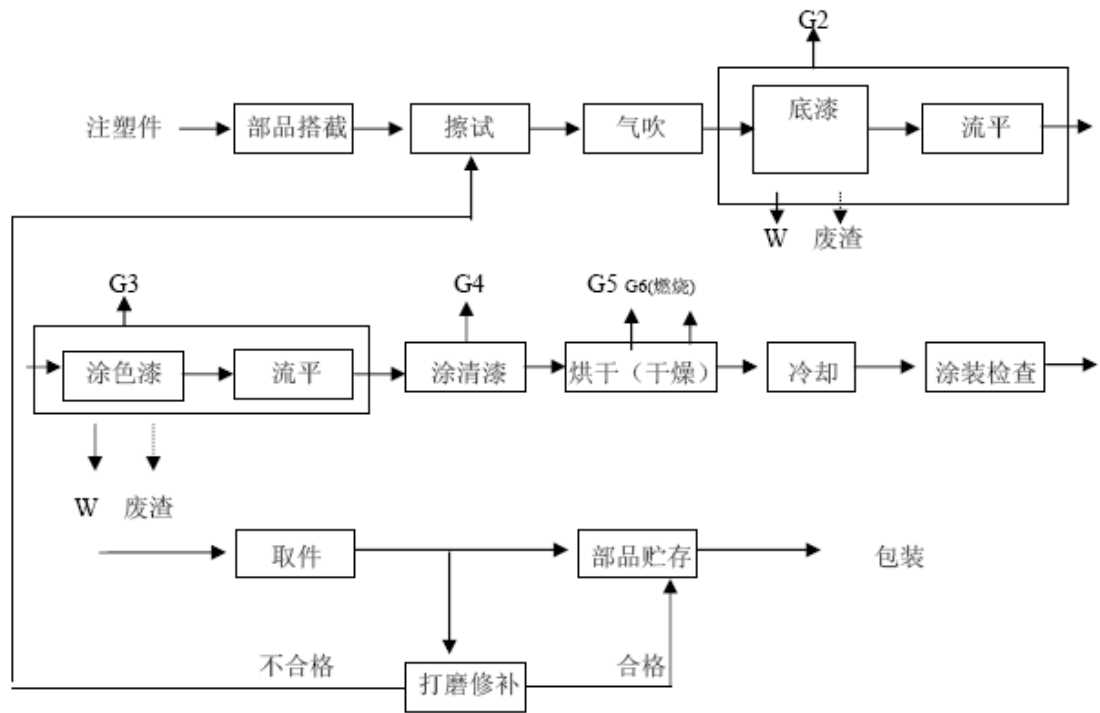 G2
注塑件 部品搭截 擦试 气吹 底漆 流平
W 废渣
G3 G4 G5 G6(燃烧)
涂色漆 流平 涂清漆 烘干（干燥） 冷却 涂装检查
W 废渣
取件 部品贮存 包装
不合格 打磨修补 合格